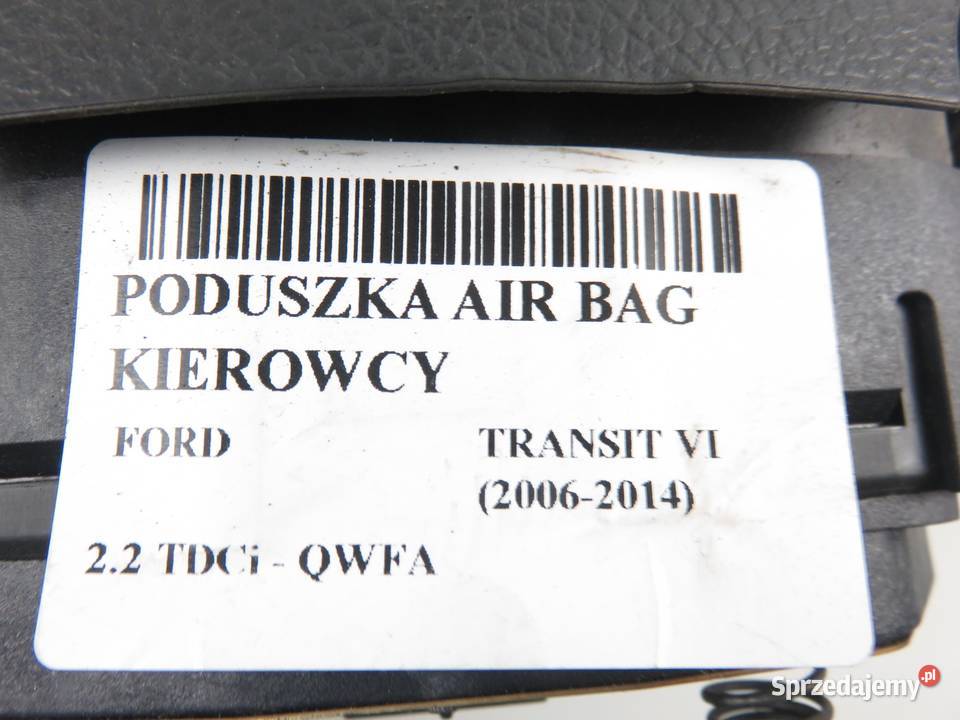 PODUSZKA AIR BAG
KIEROWCY
FORD TRANSIT VI
(2006-2014)
2.2 TDCi - QWFA
Sprzedajemy.pl